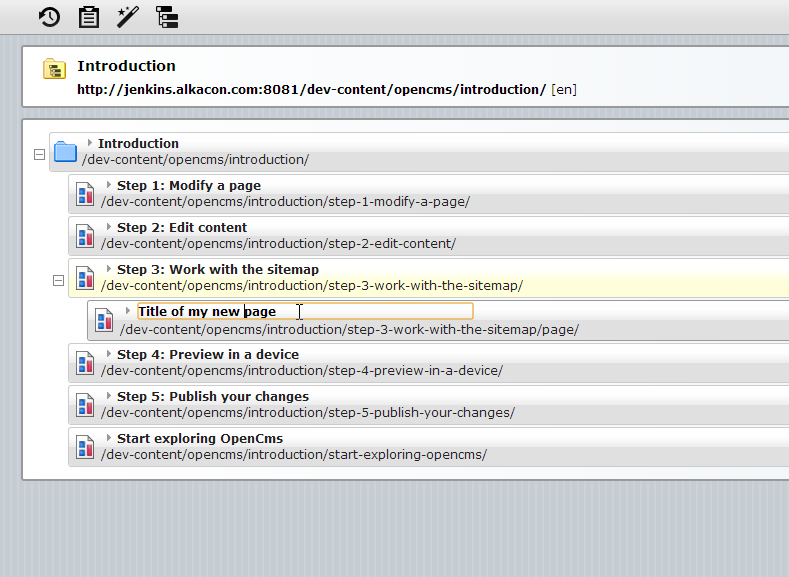 Introduction
http://jenkins.alkacon.com:8081/dev-content/opencms/introduction/ [en]
Introduction
/dev-content/opencms/introduction/
Step 1: Modify a page
/dev-content/opencms/introduction/step-1-modify-a-page/
Step 2: Edit content
/dev-content/opencms/introduction/step-2-edit-content/
Step 3: Work with the sitemap
/dev-content/opencms/introduction/step-3-work-with-the-sitemap/
Title of my new page
/dev-content/opencms/introduction/step-3-work-with-the-sitemap/page/
Step 4: Preview in a device
/dev-content/opencms/introduction/step-4-preview-in-a-device/
Step 5: Publish your changes
/dev-content/opencms/introduction/step-5-publish-your-changes/
Start exploring OpenCms
/dev-content/opencms/introduction/start-exploring-opencms/